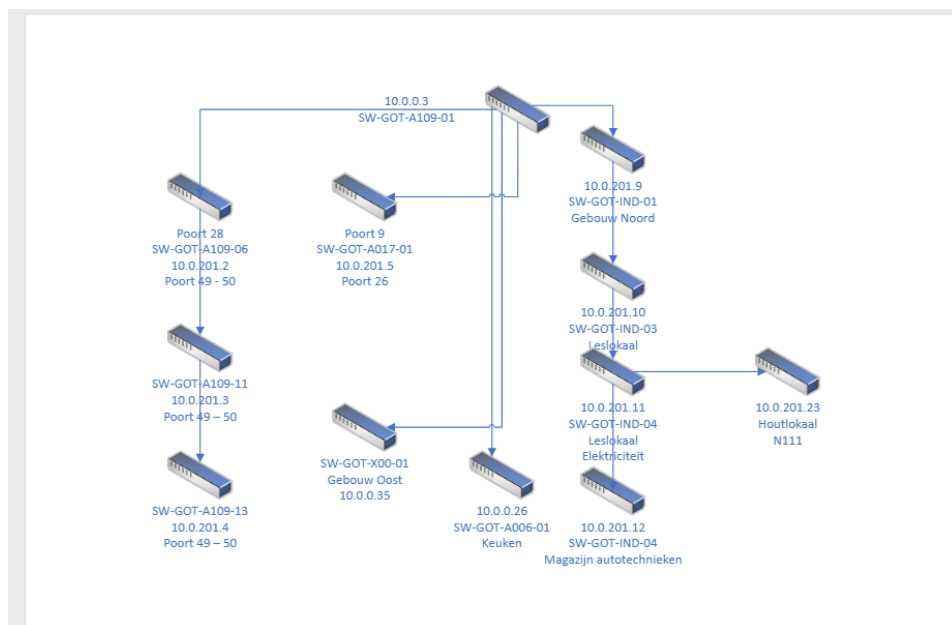 10.0.0.3
SW-GOT-A109-01
10.0.201.9
SW-GOT-IND-01
Gebouw Noord
Poort 28
SW-GOT-A109-06
10.0.201.2
Poort 49 - 50
Poort 9
SW-GOT-A017-01
10.0.201.5
Poort 26
10.0.201.10
SW-GOT-IND-03
Leslokaal
SW-GOT-A109-11
10.0.201.3
Poort 49 – 50
10.0.201.11
SW-GOT-IND-04
Leslokaal
Elektriciteit
10.0.201.23
Houtlokaal
N111
SW-GOT-X00-01
Gebouw Oost
10.0.0.35
SW-GOT-A109-13
10.0.201.4
Poort 49 – 50
10.0.0.26
SW-GOT-A006-01
Keuken
10.0.201.12
SW-GOT-IND-04
Magazijn autotechnieken